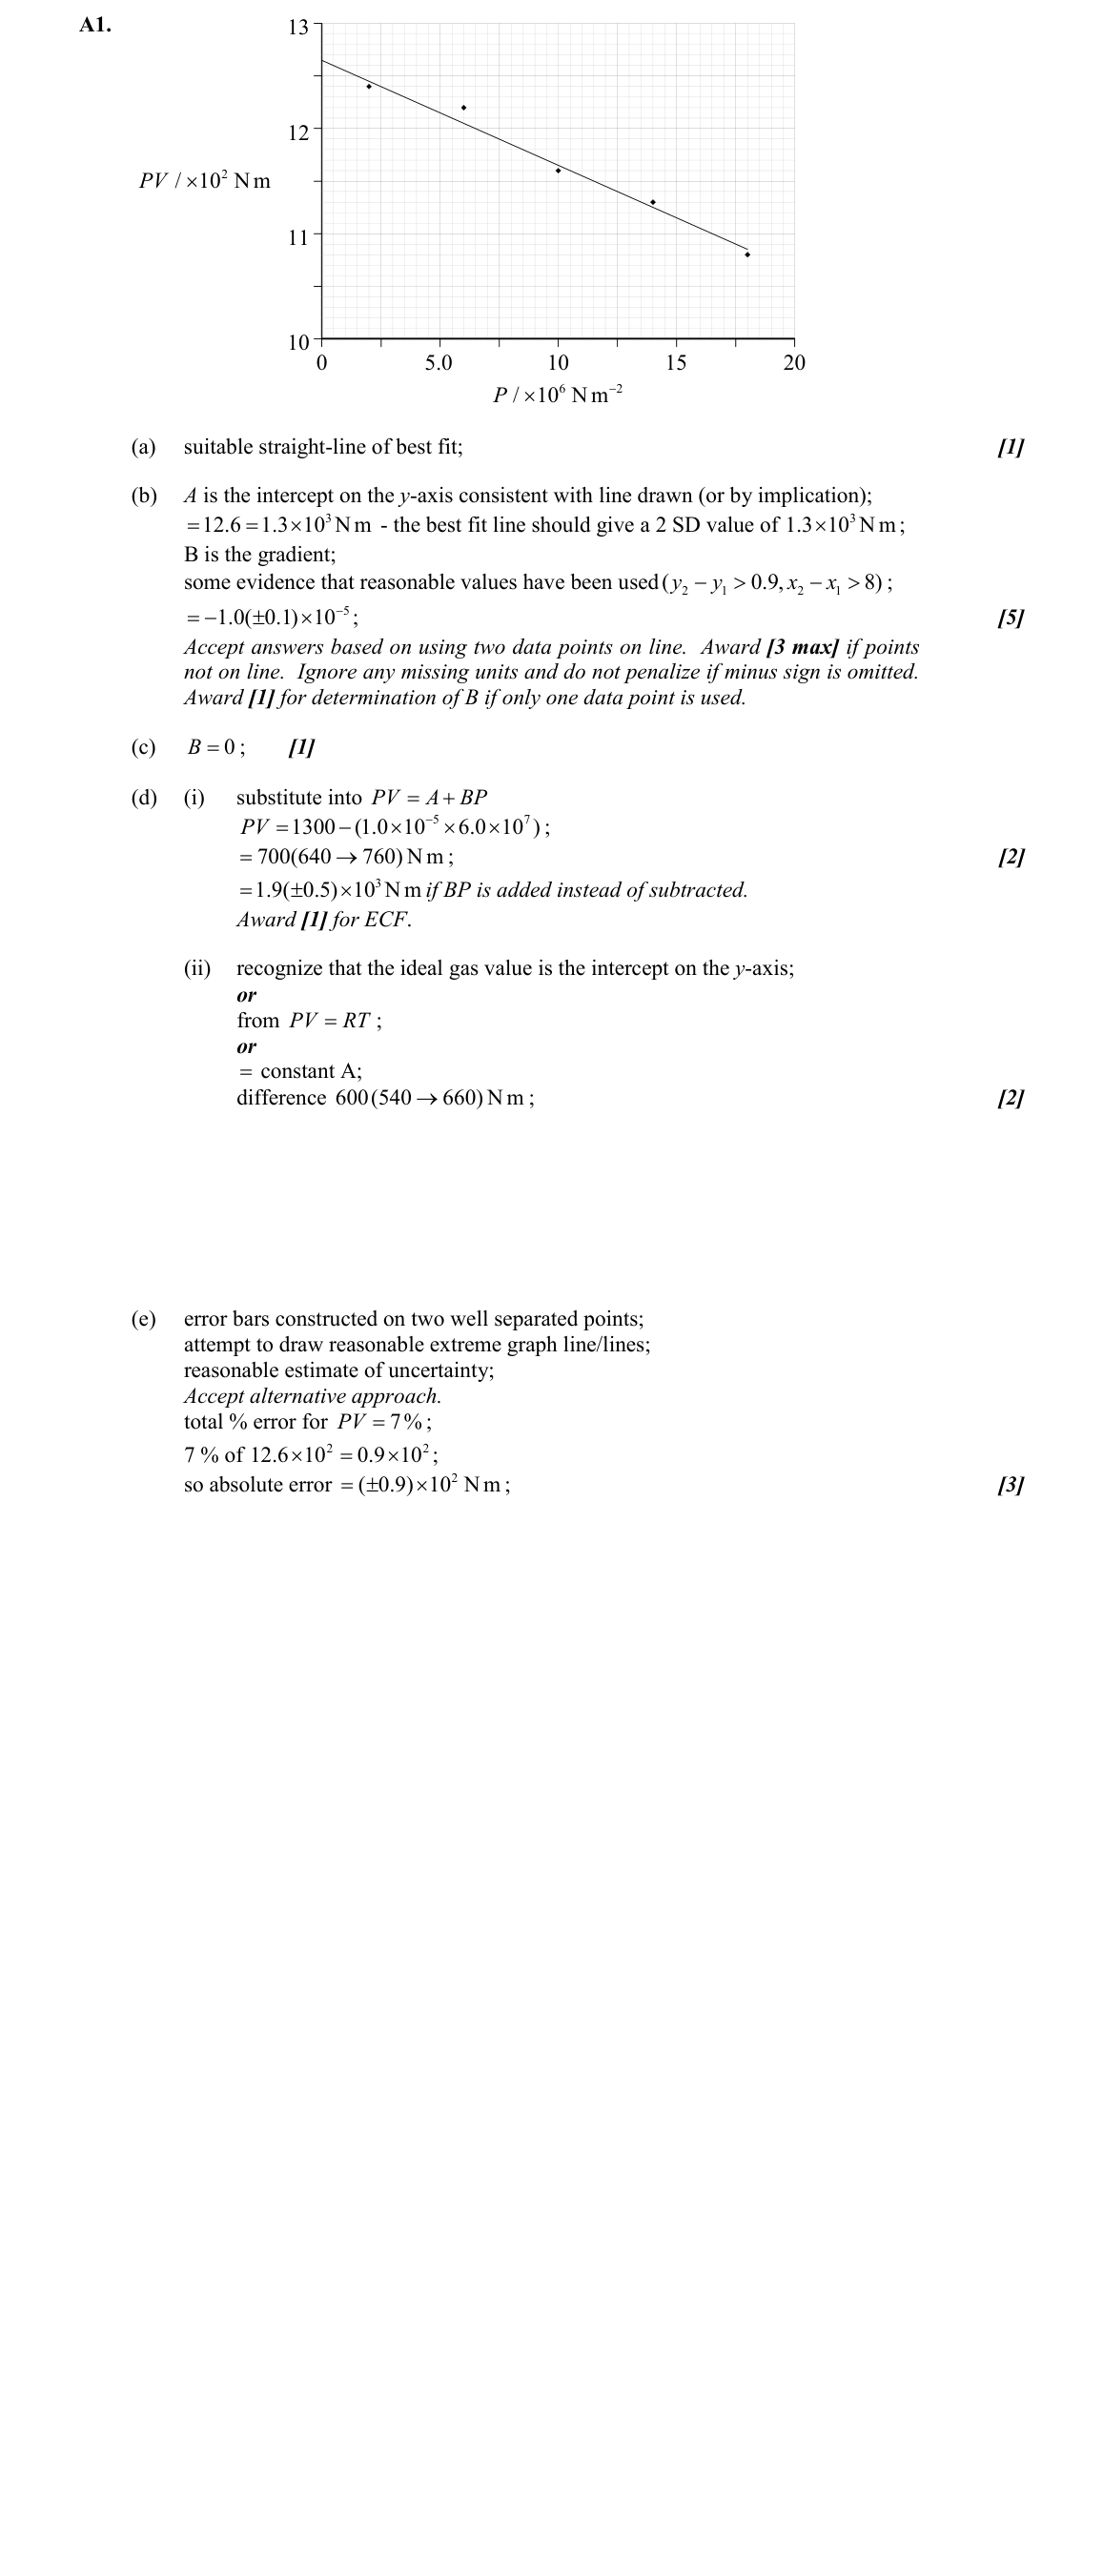 A1.
13
12
PV / ×10² N m
11
10
0 5.0 10 15 20
P / ×10⁶ N m⁻²
(a) suitable straight-line of best fit; [1]
(b) A is the intercept on the y-axis consistent with line drawn (or by implication);
= 12.6 = 1.3×10³ N m - the best fit line should give a 2 SD value of 1.3×10³ N m ;
B is the gradient;
some evidence that reasonable values have been used (y₂ − y₁ > 0.9, x₂ − x₁ > 8) ;
= −1.0(±0.1)×10⁻⁵ ; [5]
Accept answers based on using two data points on line. Award [3 max] if points
not on line. Ignore any missing units and do not penalize if minus sign is omitted.
Award [1] for determination of B if only one data point is used.
(c) B = 0 ; [1]
(d) (i) substitute into PV = A + BP
PV = 1300 − (1.0×10⁻⁵ × 6.0×10⁷) ;
= 700(640 → 760) N m ; [2]
= 1.9(±0.5)×10³ N m if BP is added instead of subtracted.
Award [1] for ECF.
(ii) recognize that the ideal gas value is the intercept on the y-axis;
or
from PV = RT ;
or
= constant A;
difference 600 (540 → 660) N m ; [2]
(e) error bars constructed on two well separated points;
attempt to draw reasonable extreme graph line/lines;
reasonable estimate of uncertainty;
Accept alternative approach.
total % error for PV = 7 % ;
7 % of 12.6×10² = 0.9×10² ;
so absolute error = (±0.9)×10² N m ; [3]